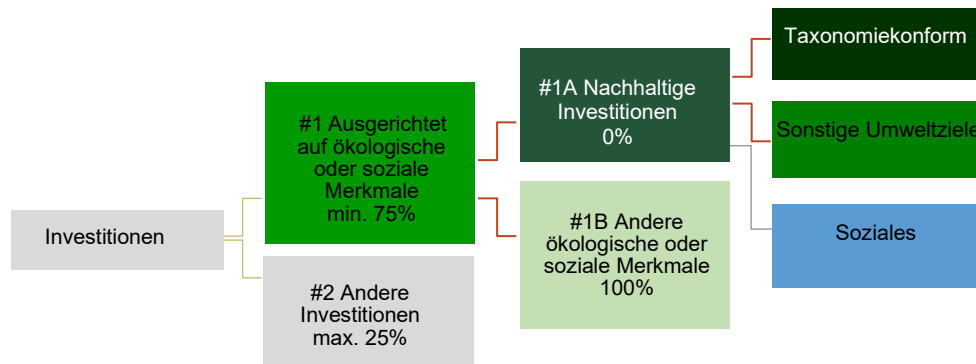 Investitionen
#1 Ausgerichtet
auf ökologische
oder soziale
Merkmale
min. 75%
#2 Andere
Investitionen
max. 25%
#1A Nachhaltige
Investitionen
0%
#1B Andere
ökologische oder
soziale Merkmale
100%
Taxonomiekonform
Sonstige Umweltziele
Soziales